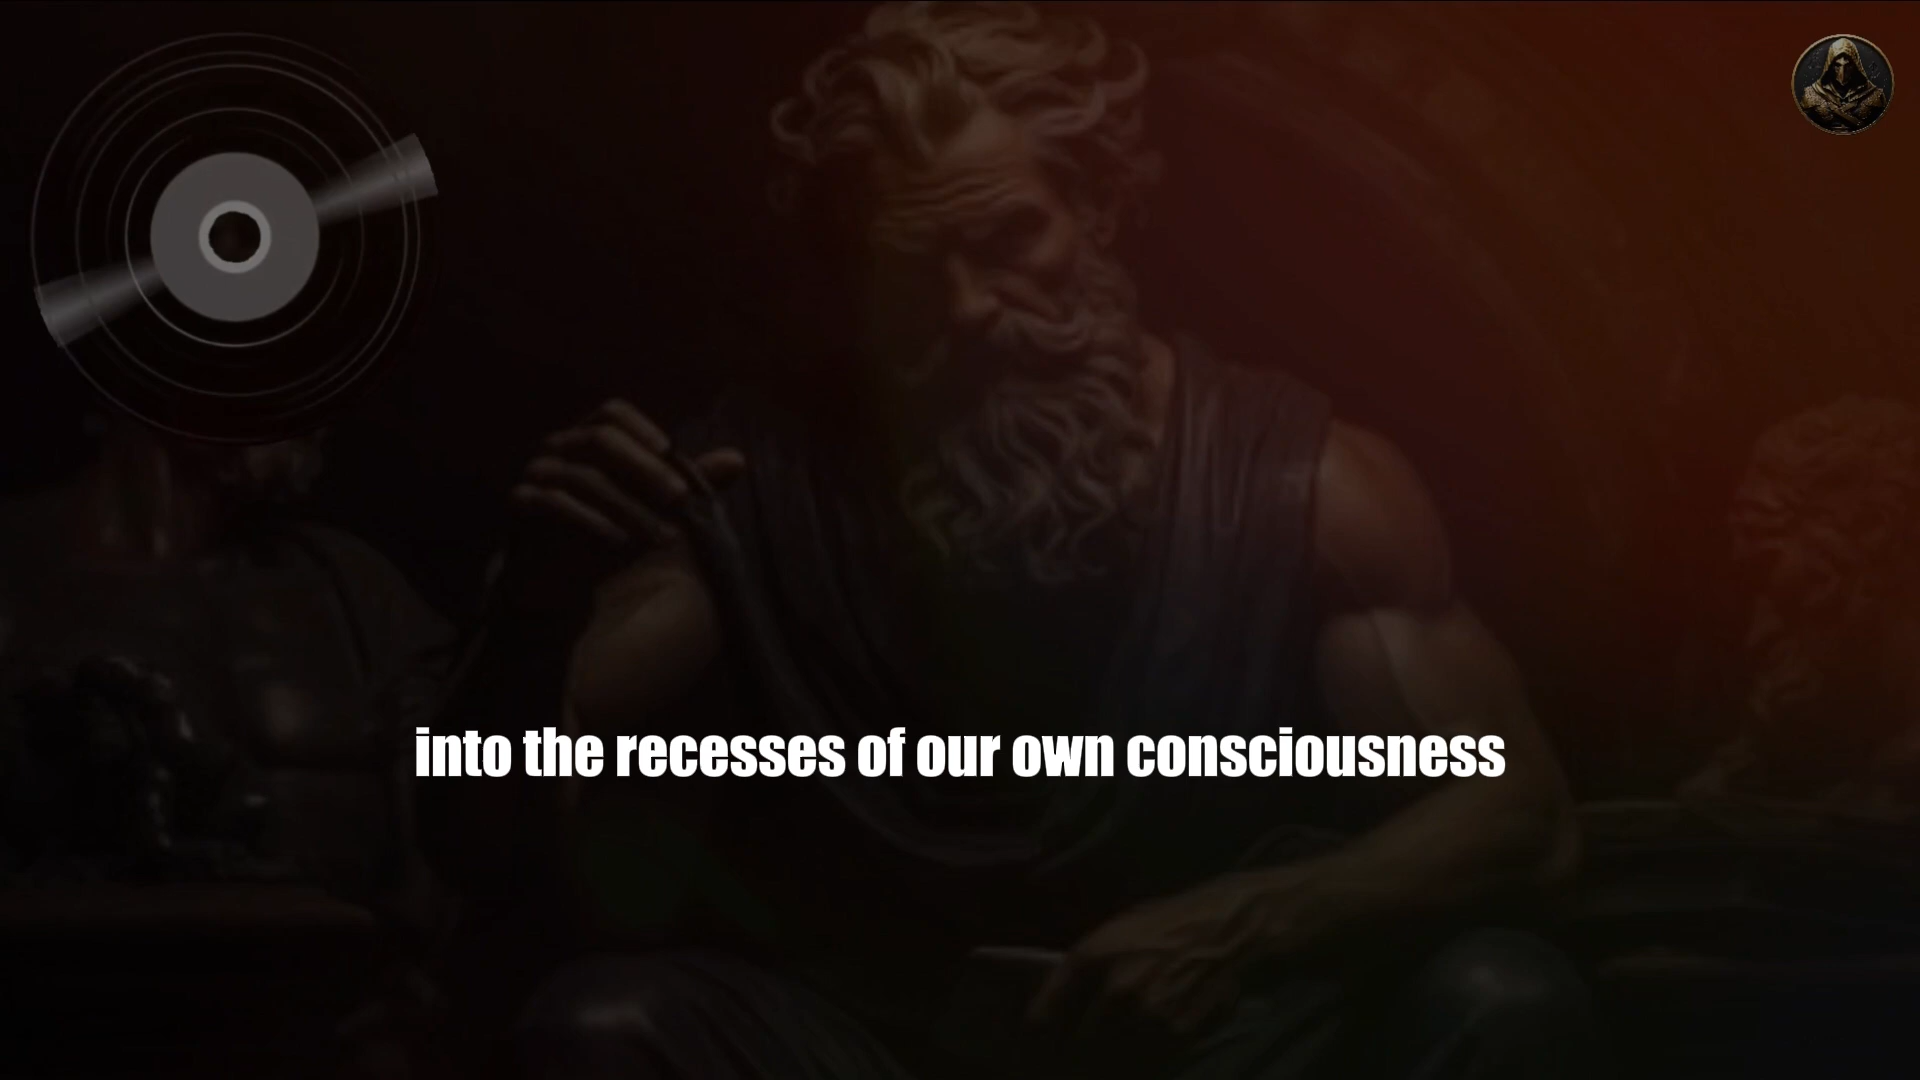 into the recesses of our own consciousness